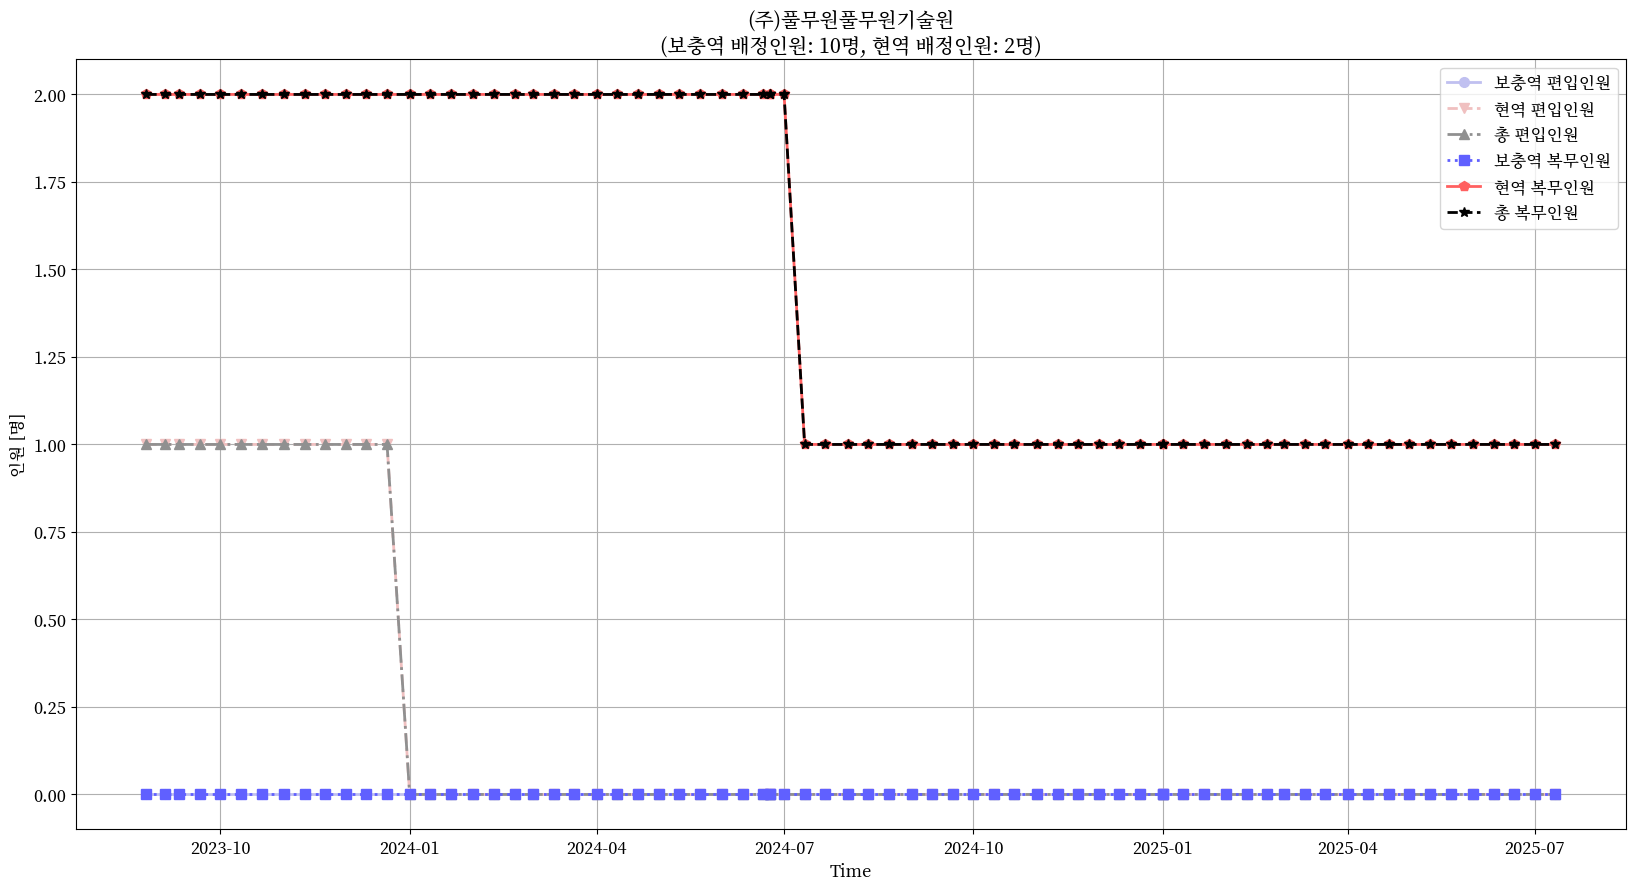 (주)풀무원풀무원기술원
(보충역 배정인원: 10명, 현역 배정인원: 2명)
보충역 편입인원
현역 편입인원
총 편입인원
보충역 복무인원
현역 복무인원
총 복무인원
2.00
1.75
1.50
1.25
1.00
0.75
0.50
0.25
0.00
인원 [명]
2023-10
2024-01
2024-04
2024-07
2024-10
2025-01
2025-04
2025-07
Time